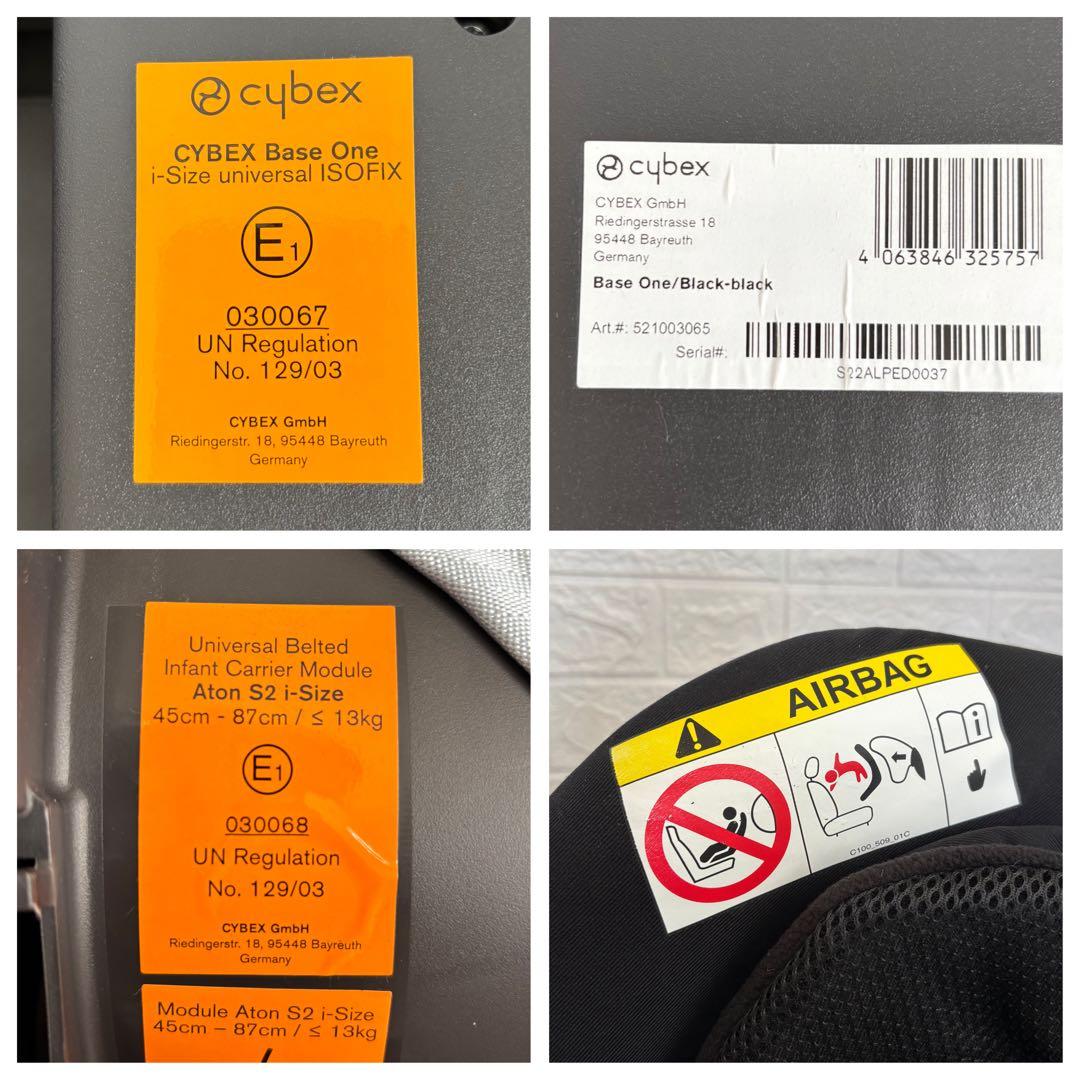 cybex
CYBEX Base One
i-Size universal ISOFIX
E1
030067
UN Regulation
No. 129/03
CYBEX GmbH
Riedingerstr. 18, 95448 Bayreuth
Germany
cybex
CYBEX GmbH
Riedingerstrasse 18
95448 Bayreuth
Germany
4 063846 325757
Base One/Black-black
Art.#: 521003065
Serial#:
S22ALPED0037
Universal Belted
Infant Carrier Module
Aton S2 i-Size
45cm - 87cm / ≤ 13kg
E1
030068
UN Regulation
No. 129/03
CYBEX GmbH
Riedingerstr. 18, 95448 Bayreuth
Germany
Module Aton S2 i-Size
45cm – 87cm / ≤ 13kg
AIRBAG
C100_509_01C